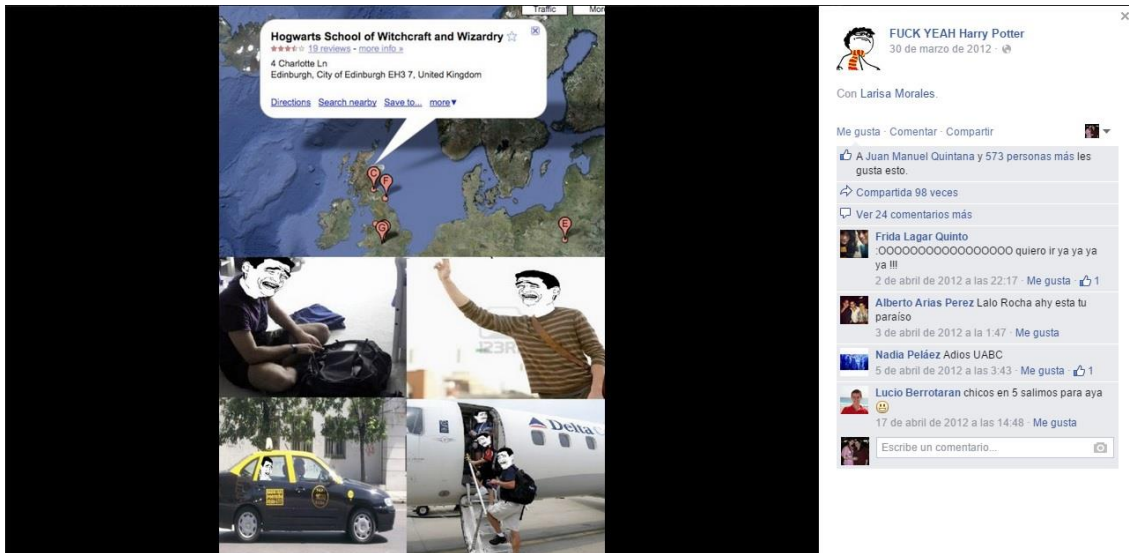 Traffic
More
Hogwarts School of Witchcraft and Wizardry
19 reviews - more info »
4 Charlotte Ln
Edinburgh, City of Edinburgh EH3 7, United Kingdom
Directions Search nearby Save to... more▼
C
F
G
E
123R
Delta C
FUCK YEAH Harry Potter
30 de marzo de 2012 ·
Con Larisa Morales.
Me gusta · Comentar · Compartir
A Juan Manuel Quintana y 573 personas más les
gusta esto.
Compartida 98 veces
Ver 24 comentarios más
Frida Lagar Quinto
:OOOOOOOOOOOOOOOOO quiero ir ya ya ya
ya !!!
2 de abril de 2012 a las 22:17 · Me gusta · 1
Alberto Arias Perez Lalo Rocha ahy esta tu
paraíso
3 de abril de 2012 a la 1:47 · Me gusta
Nadia Peláez Adios UABC
5 de abril de 2012 a las 3:43 · Me gusta · 1
Lucio Berrotaran chicos en 5 salimos para aya
17 de abril de 2012 a las 14:48 · Me gusta
Escribe un comentario...